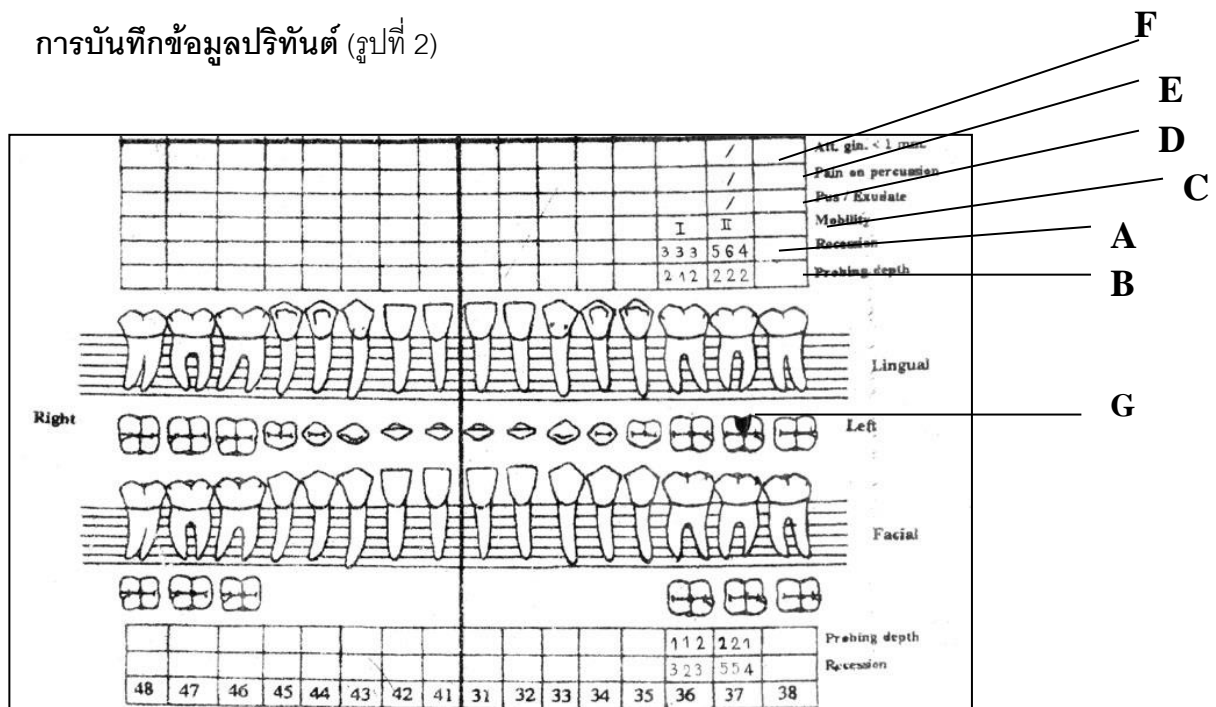 การบันทึกข้อมูลปริทันต์ (รูปที่ 2)
F
E
D
C
A
B
G
/ Att. gin. < 1 mm.
/ Pain on percussion
/ Pus / Exudate
I II Mobility
3 3 3 5 6 4 Recession
2 1 2 2 2 2 Probing depth
Lingual
Right Left
Facial
1 1 2 2 2 1 Probing depth
3 2 3 5 5 4 Recession
48 47 46 45 44 43 42 41 31 32 33 34 35 36 37 38